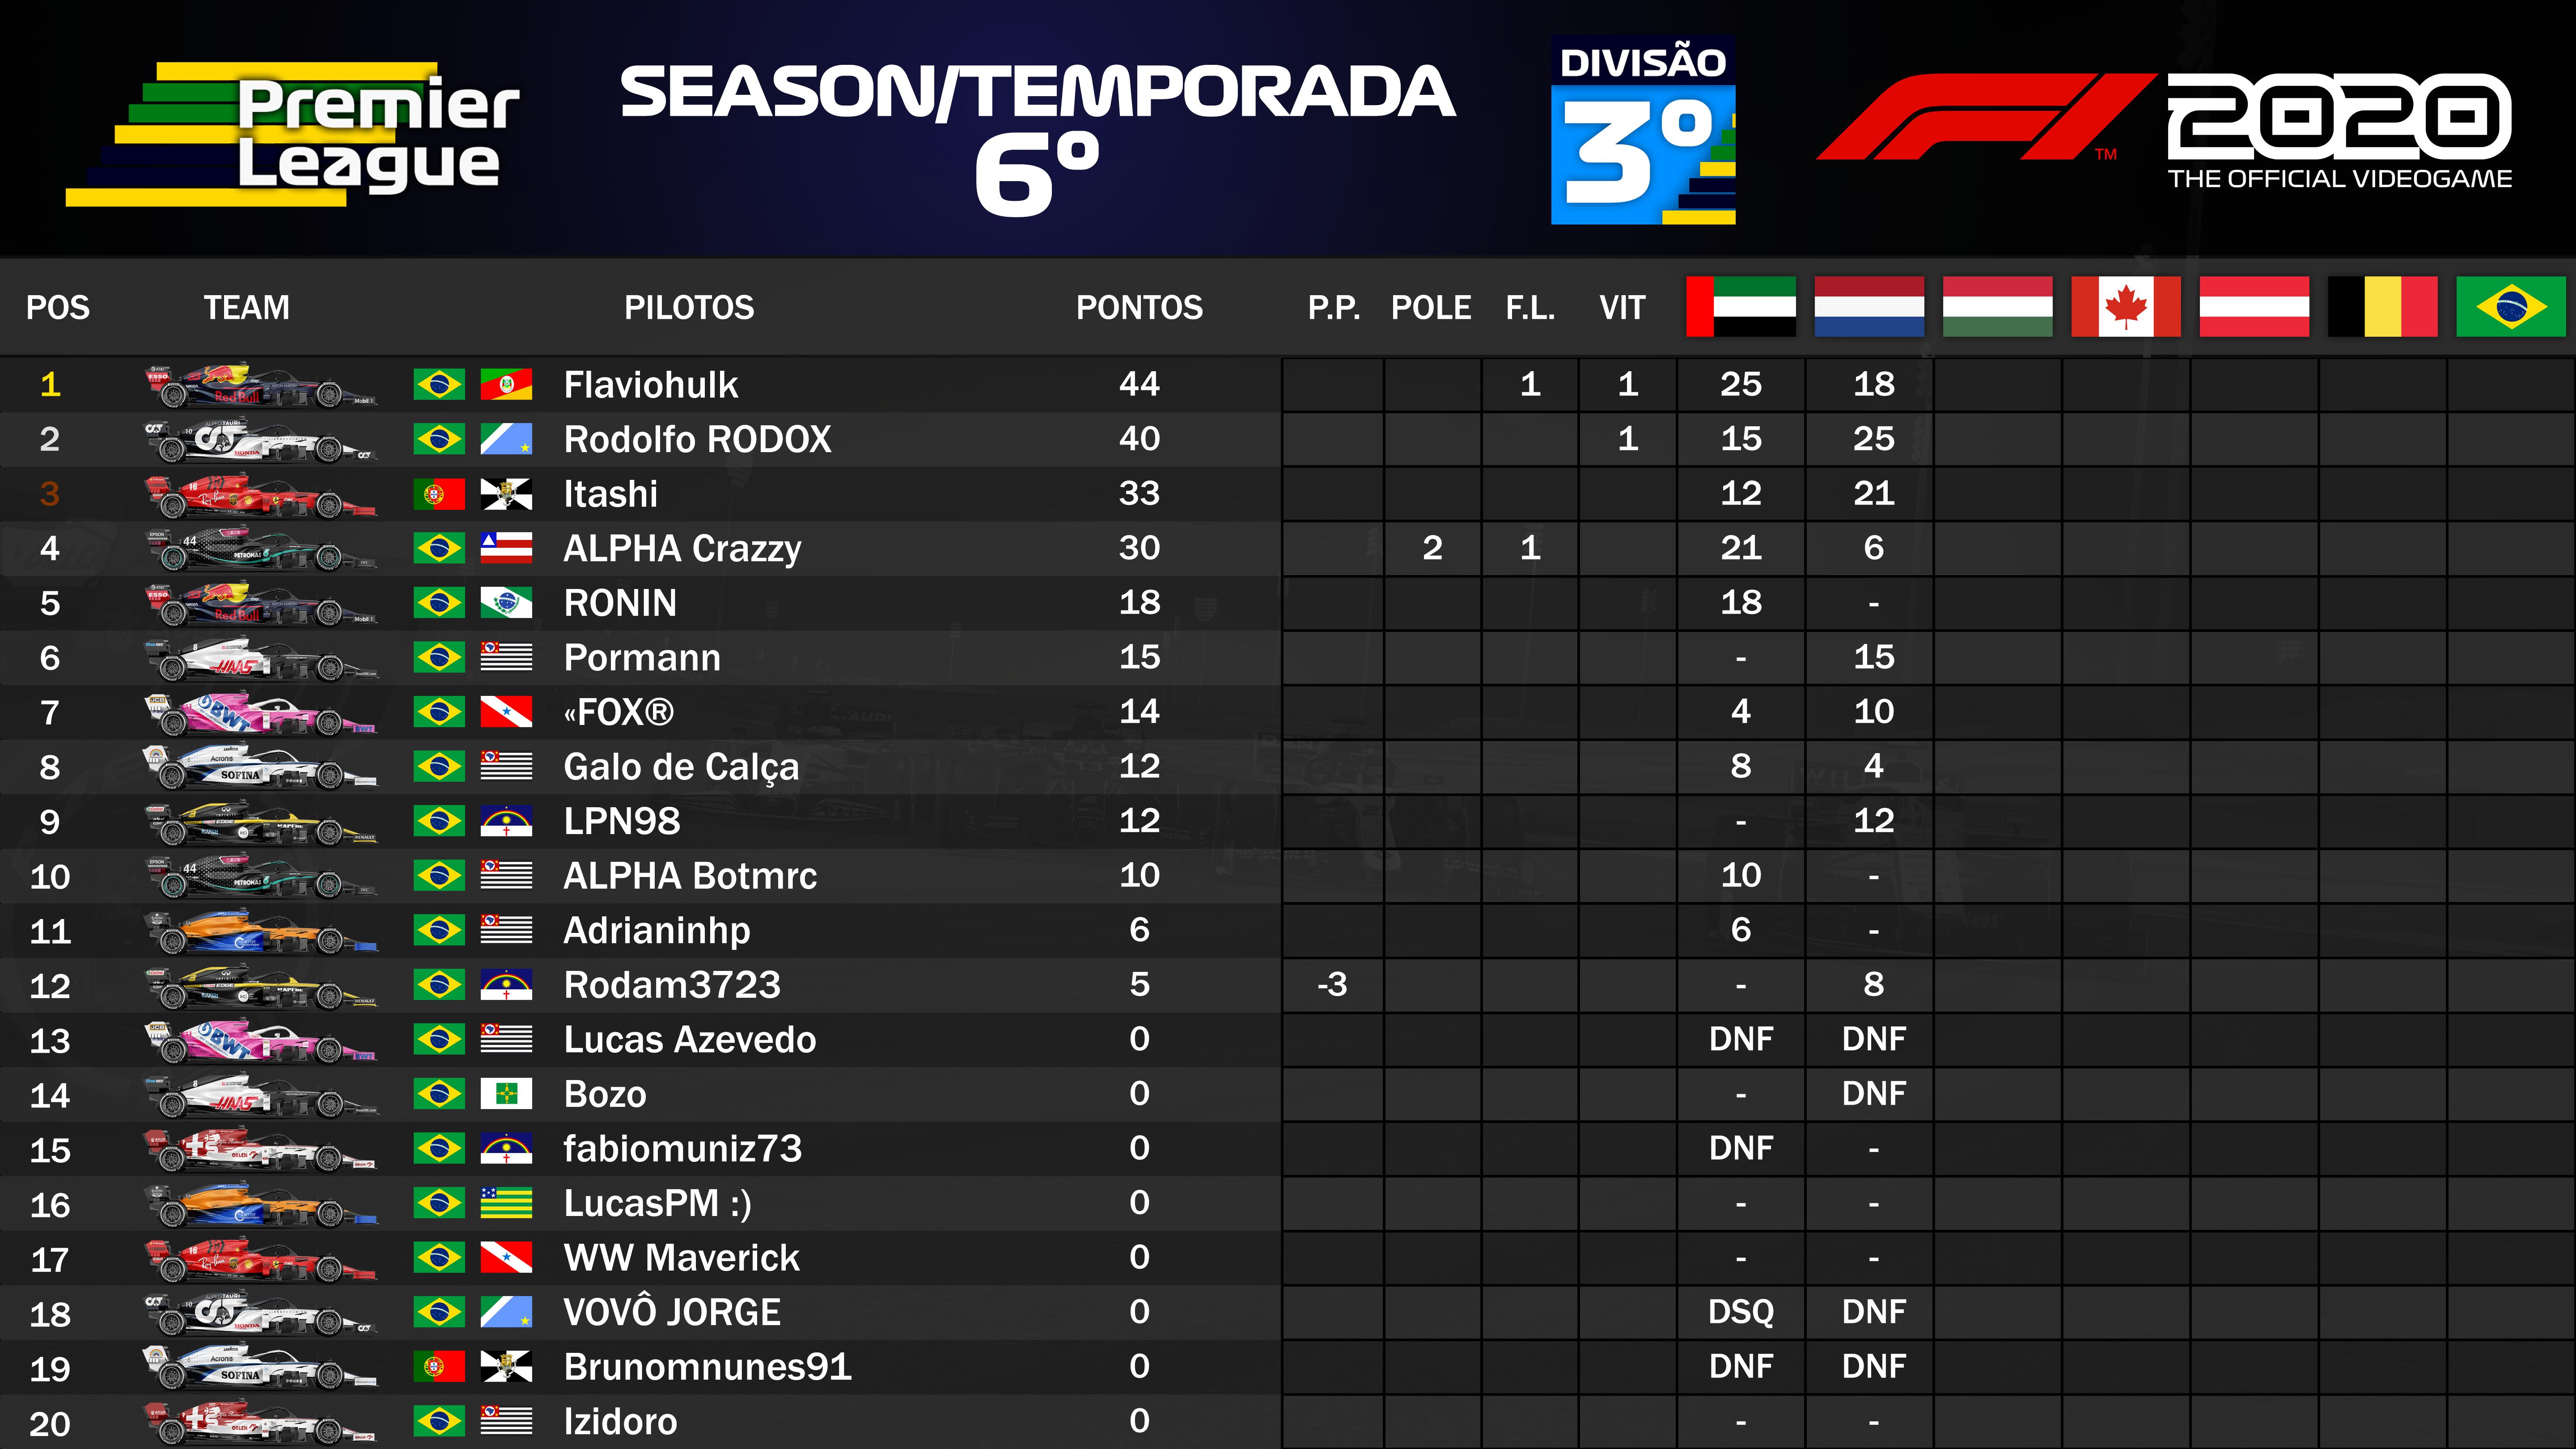 Premier
League
SEASON/TEMPORADA
6º
DIVISÃO
3º
F1 ™
2020
THE OFFICIAL VIDEOGAME
POS TEAM PILOTOS PONTOS P.P. POLE F.L. VIT
1 Flaviohulk 44 1 1 25 18
2 Rodolfo RODOX 40 1 15 25
3 Itashi 33 12 21
4 ALPHA Crazzy 30 2 1 21 6
5 RONIN 18 18 -
6 Pormann 15 - 15
7 «FOX® 14 4 10
8 Galo de Calça 12 8 4
9 LPN98 12 - 12
10 ALPHA Botmrc 10 10 -
11 Adrianinhp 6 6 -
12 Rodam3723 5 -3 - 8
13 Lucas Azevedo 0 DNF DNF
14 Bozo 0 - DNF
15 fabiomuniz73 0 DNF -
16 LucasPM :) 0 - -
17 WW Maverick 0 - -
18 VOVÔ JORGE 0 DSQ DNF
19 Brunomnunes91 0 DNF DNF
20 Izidoro 0 - -